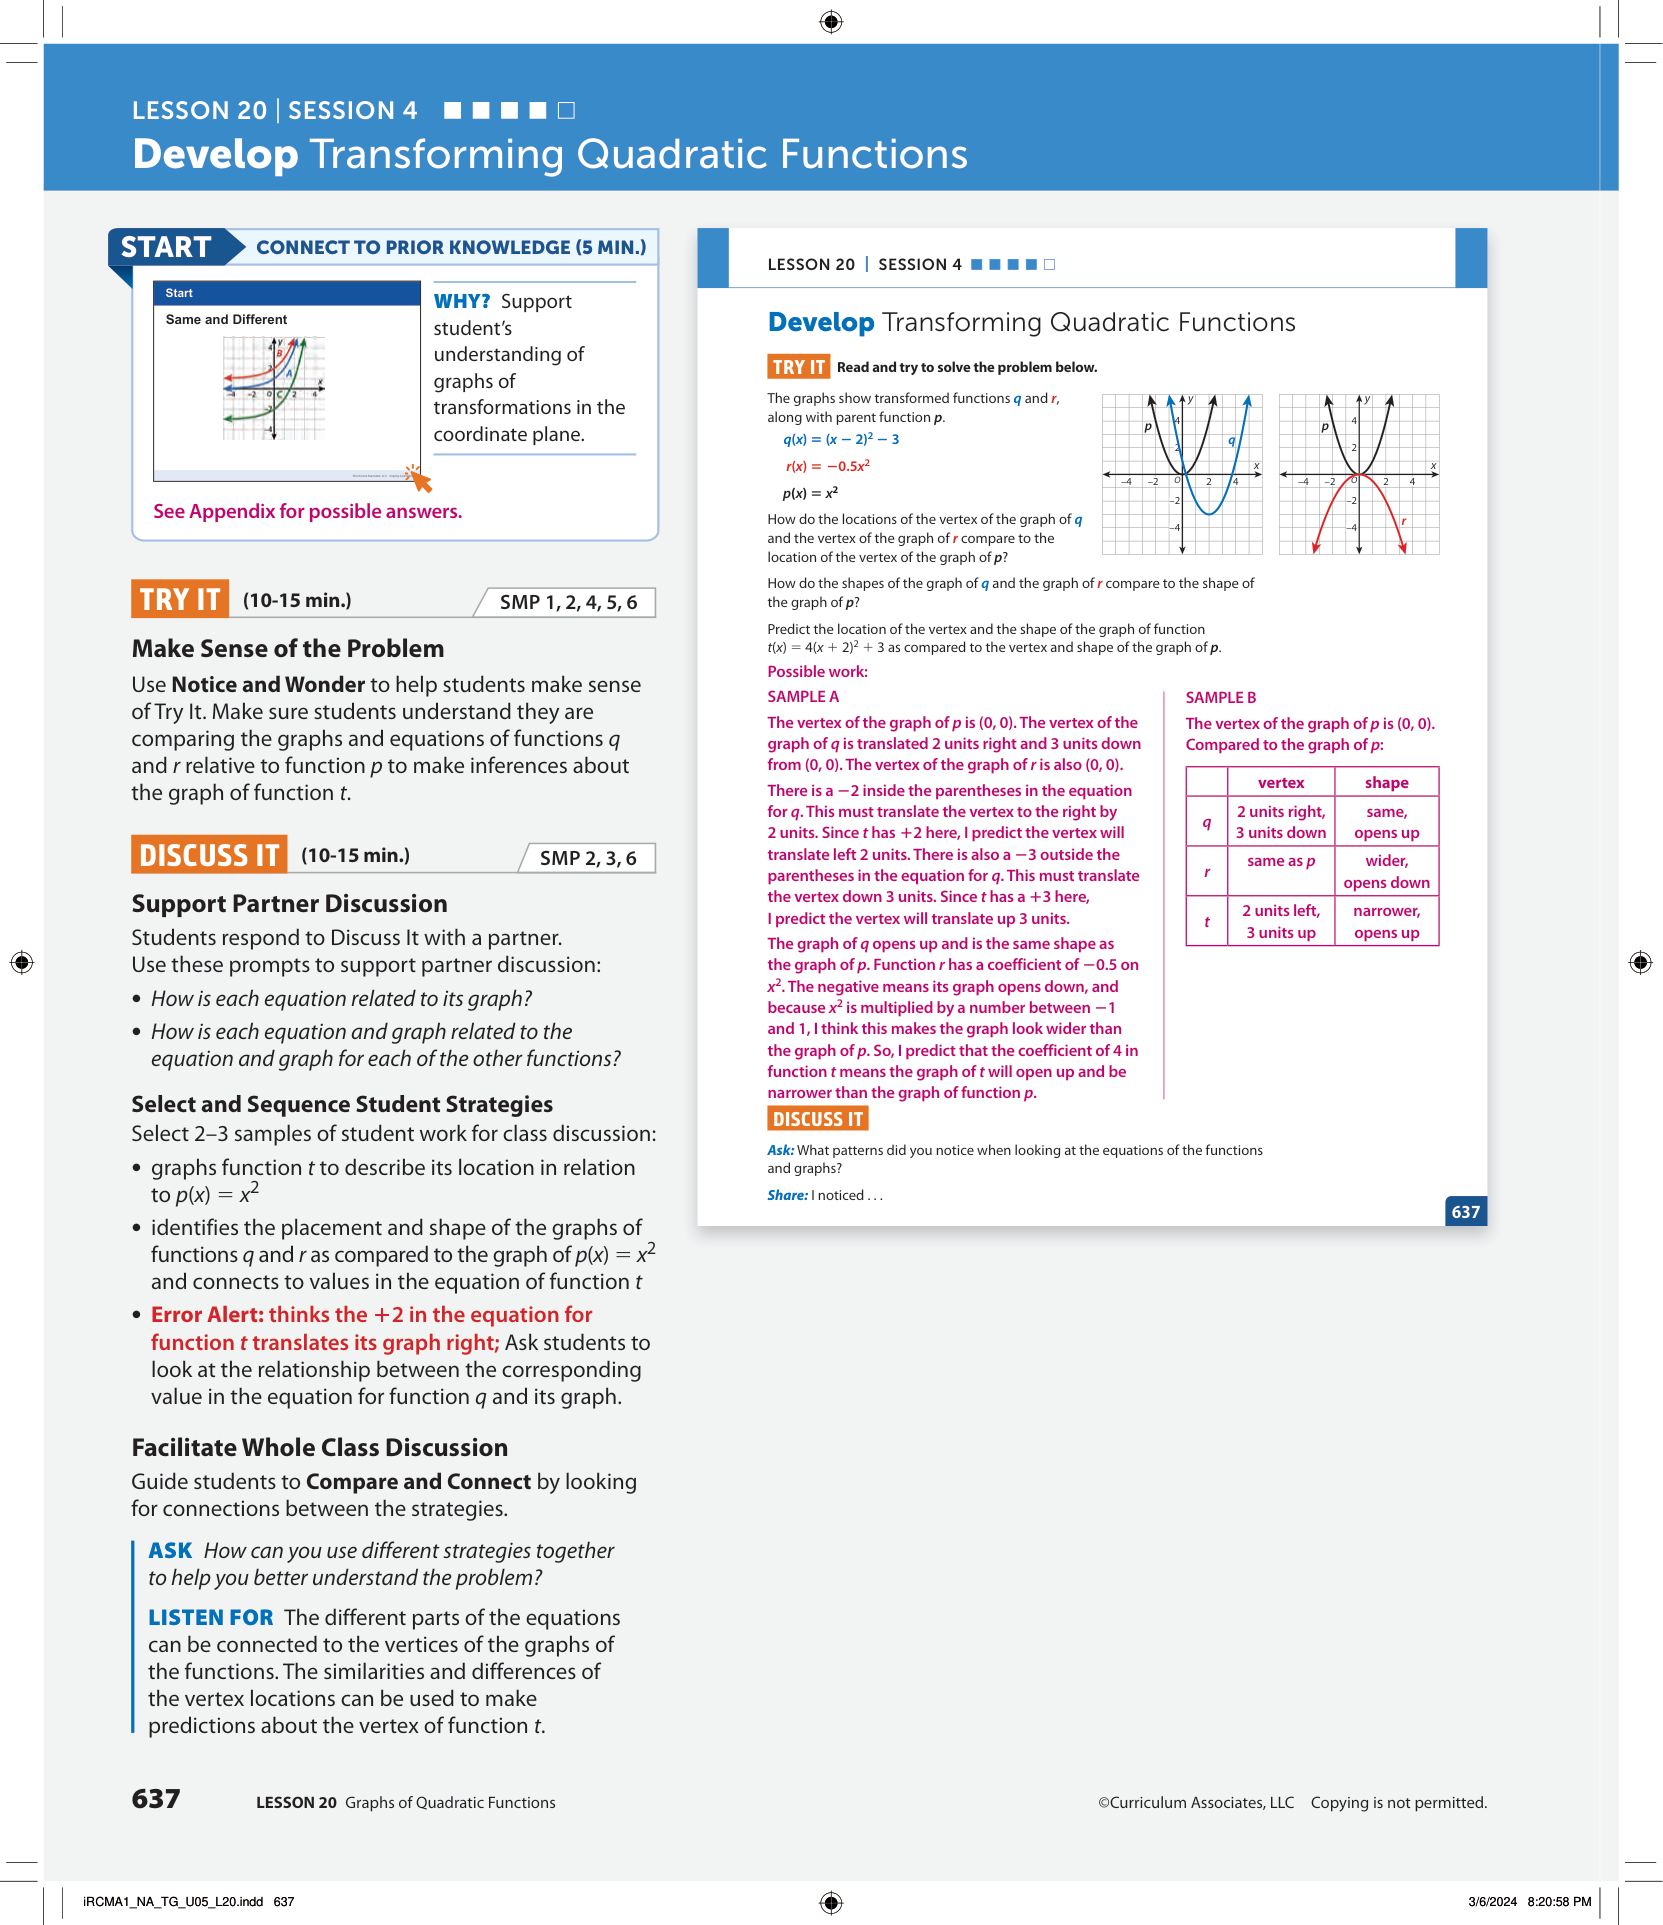 LESSON 20 | SESSION 4
Develop Transforming Quadratic Functions
START CONNECT TO PRIOR KNOWLEDGE (5 MIN.)
Start
Same and Different
WHY? Support
student’s
understanding of
graphs of
transformations in the
coordinate plane.
See Appendix for possible answers.
TRY IT (10-15 min.) SMP 1, 2, 4, 5, 6
Make Sense of the Problem
Use Notice and Wonder to help students make sense
of Try It. Make sure students understand they are
comparing the graphs and equations of functions q
and r relative to function p to make inferences about
the graph of function t.
DISCUSS IT (10-15 min.) SMP 2, 3, 6
Support Partner Discussion
Students respond to Discuss It with a partner.
Use these prompts to support partner discussion:
• How is each equation related to its graph?
• How is each equation and graph related to the
equation and graph for each of the other functions?
Select and Sequence Student Strategies
Select 2–3 samples of student work for class discussion:
• graphs function t to describe its location in relation
to p(x) = x²
• identifies the placement and shape of the graphs of
functions q and r as compared to the graph of p(x) = x²
and connects to values in the equation of function t
• Error Alert: thinks the +2 in the equation for
function t translates its graph right; Ask students to
look at the relationship between the corresponding
value in the equation for function q and its graph.
Facilitate Whole Class Discussion
Guide students to Compare and Connect by looking
for connections between the strategies.
ASK How can you use different strategies together
to help you better understand the problem?
LISTEN FOR The different parts of the equations
can be connected to the vertices of the graphs of
the functions. The similarities and differences of
the vertex locations can be used to make
predictions about the vertex of function t.
LESSON 20 | SESSION 4
Develop Transforming Quadratic Functions
TRY IT Read and try to solve the problem below.
The graphs show transformed functions q and r,
along with parent function p.
q(x) = (x − 2)² − 3
r(x) = −0.5x²
p(x) = x²
How do the locations of the vertex of the graph of q
and the vertex of the graph of r compare to the
location of the vertex of the graph of p?
How do the shapes of the graph of q and the graph of r compare to the shape of
the graph of p?
Predict the location of the vertex and the shape of the graph of function
t(x) = 4(x + 2)² + 3 as compared to the vertex and shape of the graph of p.
Possible work:
SAMPLE A
The vertex of the graph of p is (0, 0). The vertex of the
graph of q is translated 2 units right and 3 units down
from (0, 0). The vertex of the graph of r is also (0, 0).
There is a −2 inside the parentheses in the equation
for q. This must translate the vertex to the right by
2 units. Since t has +2 here, I predict the vertex will
translate left 2 units. There is also a −3 outside the
parentheses in the equation for q. This must translate
the vertex down 3 units. Since t has a +3 here,
I predict the vertex will translate up 3 units.
The graph of q opens up and is the same shape as
the graph of p. Function r has a coefficient of −0.5 on
x². The negative means its graph opens down, and
because x² is multiplied by a number between −1
and 1, I think this makes the graph look wider than
the graph of p. So, I predict that the coefficient of 4 in
function t means the graph of t will open up and be
narrower than the graph of function p.
SAMPLE B
The vertex of the graph of p is (0, 0).
Compared to the graph of p:
vertex shape
q 2 units right, 3 units down same, opens up
r same as p wider, opens down
t 2 units left, 3 units up narrower, opens up
DISCUSS IT
Ask: What patterns did you notice when looking at the equations of the functions
and graphs?
Share: I noticed . . .
637
637 LESSON 20 Graphs of Quadratic Functions ©Curriculum Associates, LLC Copying is not permitted.
iRCMA1_NA_TG_U05_L20.indd 637 3/6/2024 8:20:58 PM